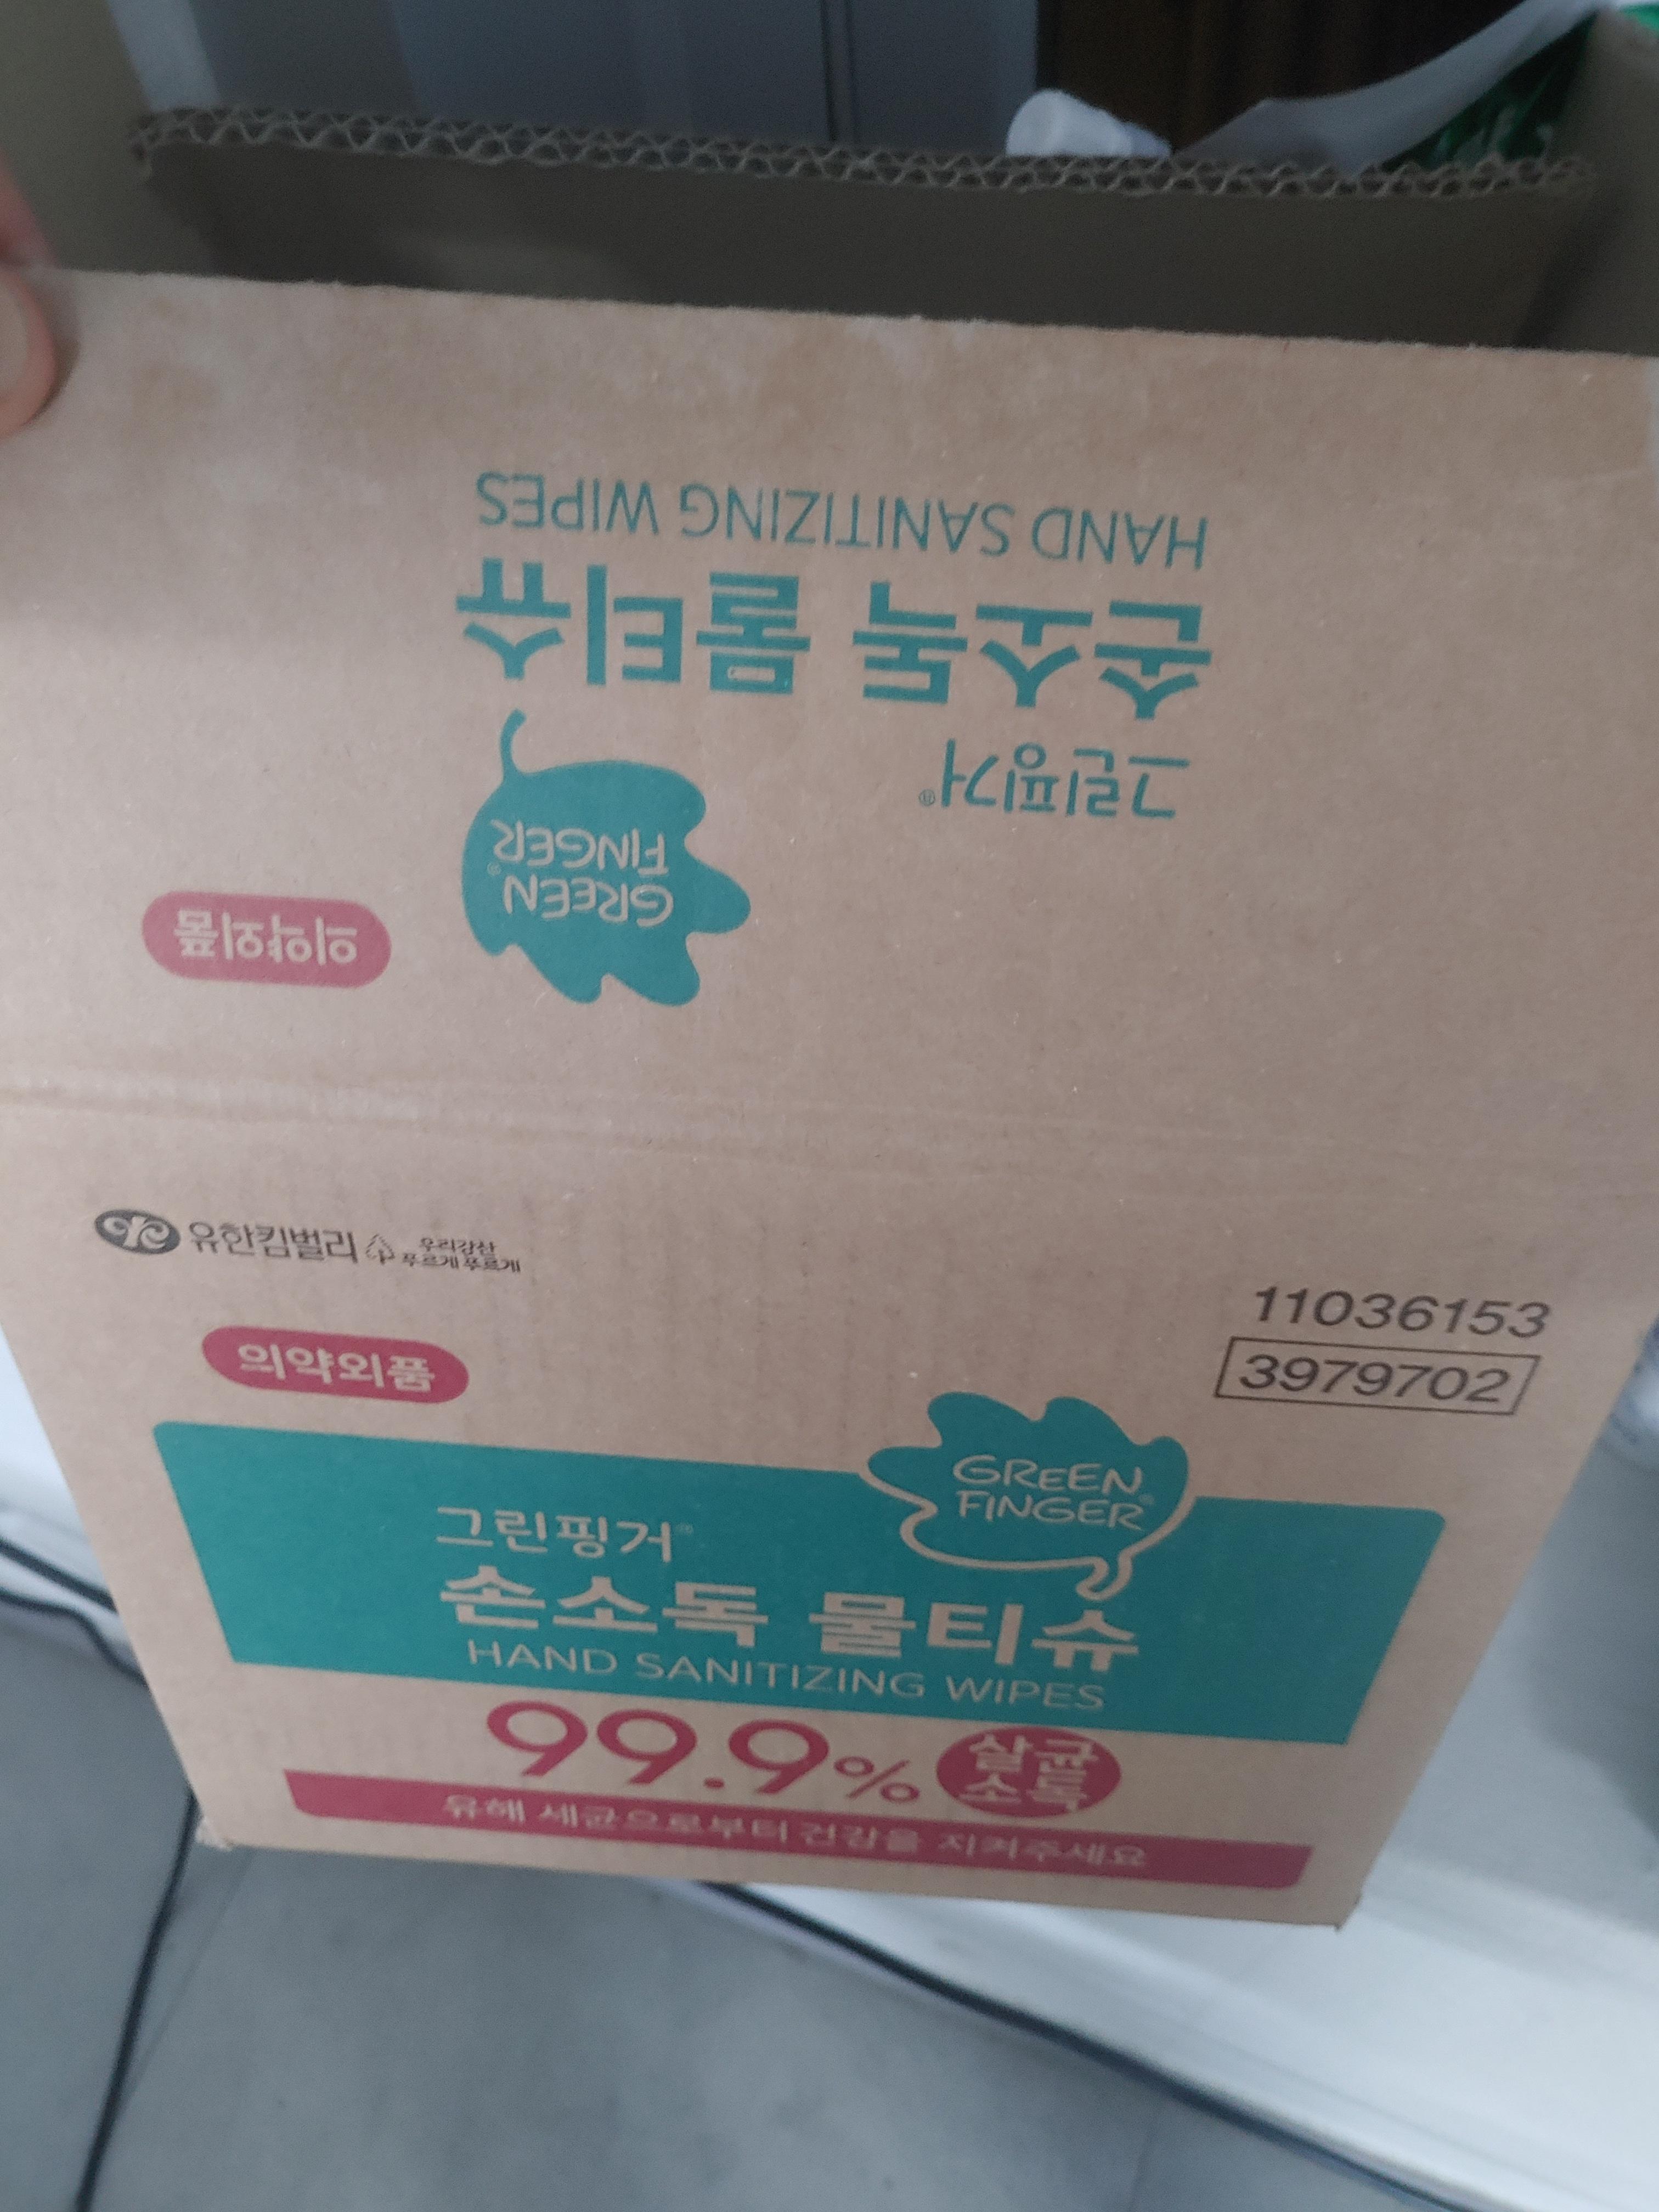 HAND SANITIZING WIPES
손소독 물티슈
그린핑거®
GREEN
FINGER®
의약외품
유한킴벌리
우리강산
푸르게 푸르게
11036153
3979702
의약외품
GREEN
FINGER®
그린핑거®
손소독 물티슈
HAND SANITIZING WIPES
99.9% 살균
소독
유해 세균으로부터 건강을 지켜주세요